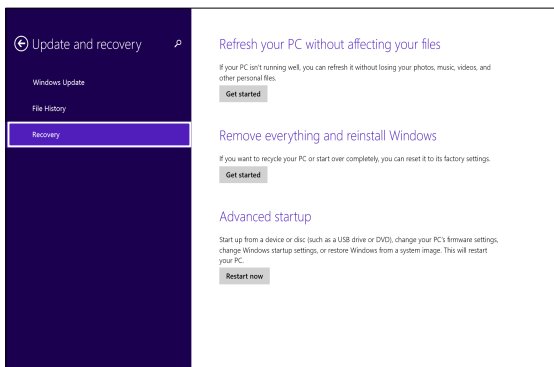 Update and recovery
Windows Update
File History
Recovery
Refresh your PC without affecting your files
If your PC isn't running well, you can refresh it without losing your photos, music, videos, and
other personal files.
Get started
Remove everything and reinstall Windows
If you want to recycle your PC or start over completely, you can reset it to its factory settings.
Get started
Advanced startup
Start up from a device or disc (such as a USB drive or DVD), change your PC's firmware settings,
change Windows startup settings, or restore Windows from a system image. This will restart
your PC.
Restart now